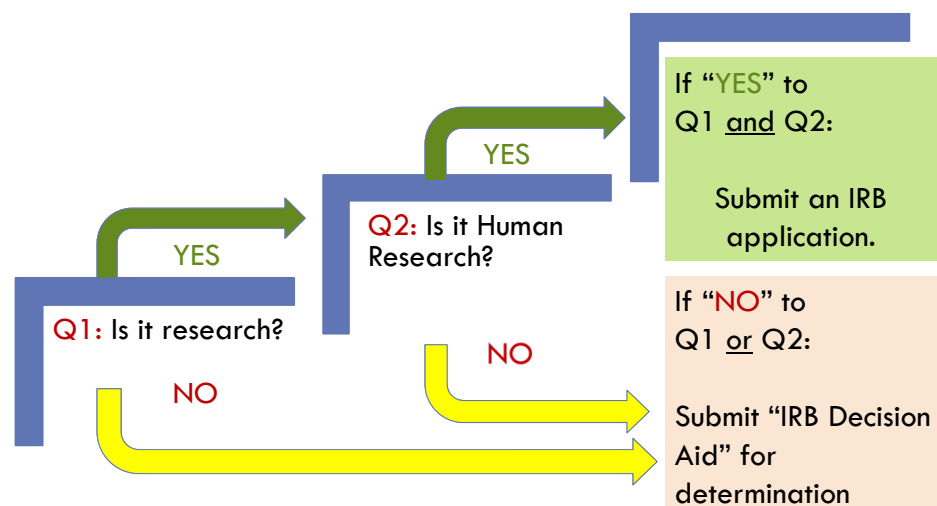 Q1: Is it research?
YES
NO
Q2: Is it Human
Research?
YES
NO
If “YES” to
Q1 and Q2:
Submit an IRB
application.
If “NO” to
Q1 or Q2:
Submit “IRB Decision
Aid” for
determination